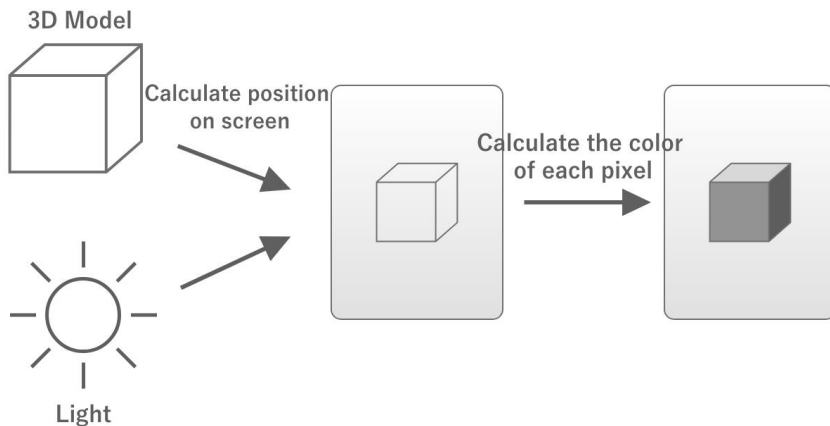 3D Model
Calculate position
on screen
Calculate the color
of each pixel
Light